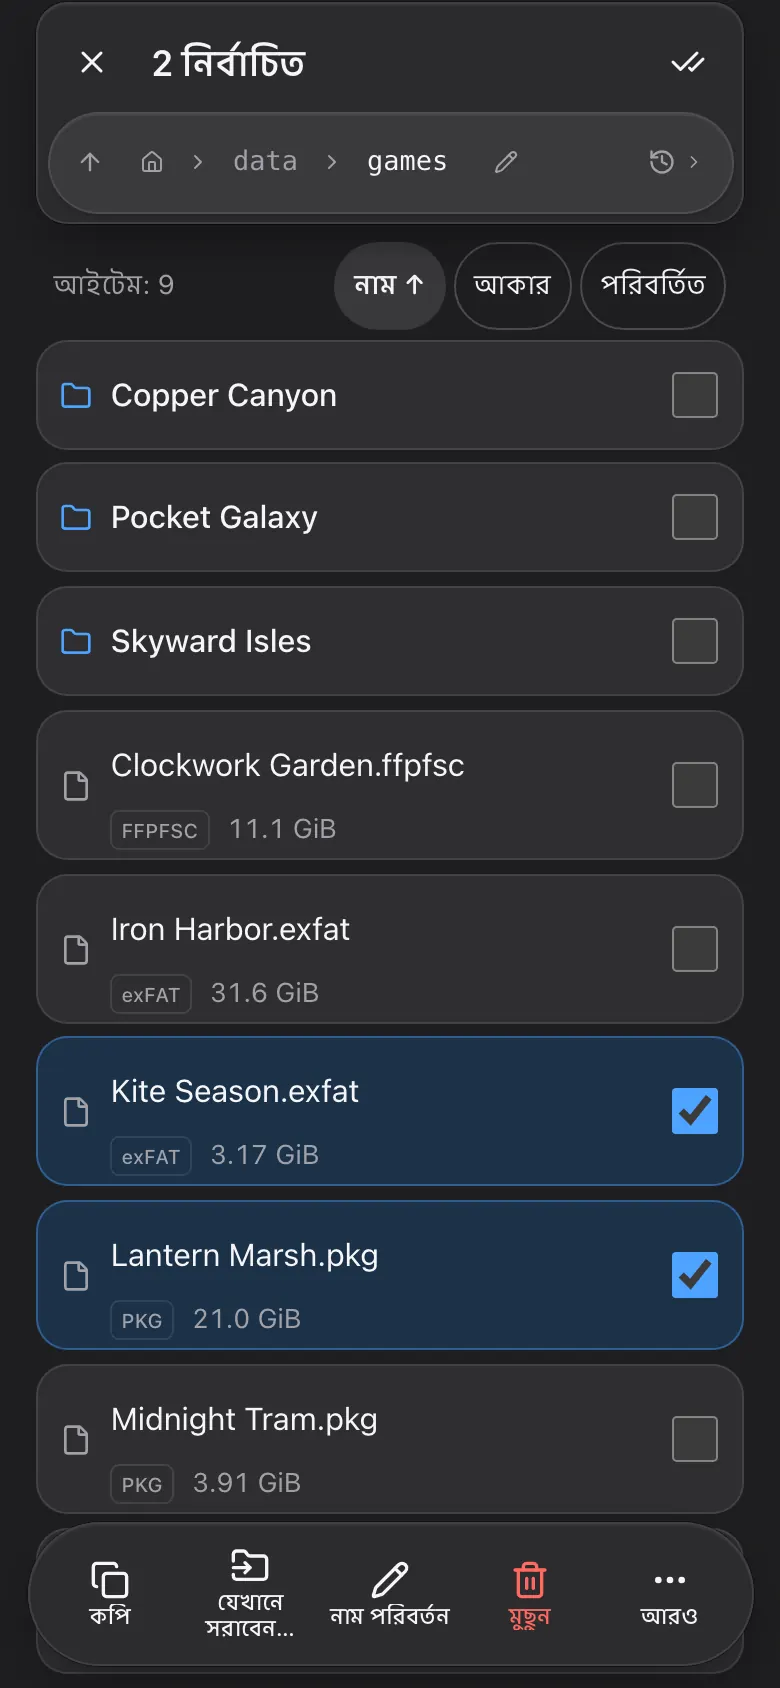 2 নির্বাচিত
data
games
আইটেম: 9
নাম ↑
আকার
পরিবর্তিত
Copper Canyon
Pocket Galaxy
Skyward Isles
Clockwork Garden.ffpfsc
FFPFSC 11.1 GiB
Iron Harbor.exfat
exFAT 31.6 GiB
Kite Season.exfat
exFAT 3.17 GiB
Lantern Marsh.pkg
PKG 21.0 GiB
Midnight Tram.pkg
PKG 3.91 GiB
কপি
যেখানে
সরাবেন...
নাম পরিবর্তন
মুছুন
আরও